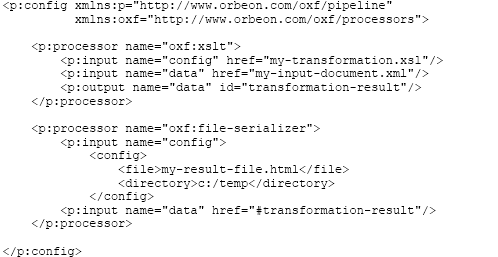 <p:config xmlns:p="http://www.orbeon.com/oxf/pipeline"
          xmlns:oxf="http://www.orbeon.com/oxf/processors">

    <p:processor name="oxf:xslt">
        <p:input name="config" href="my-transformation.xsl"/>
        <p:input name="data" href="my-input-document.xml"/>
        <p:output name="data" id="transformation-result"/>
    </p:processor>

    <p:processor name="oxf:file-serializer">
        <p:input name="config">
            <config>
                <file>my-result-file.html</file>
                <directory>c:/temp</directory>
            </config>
        <p:input name="data" href="#transformation-result"/>
    </p:processor>

</p:config>